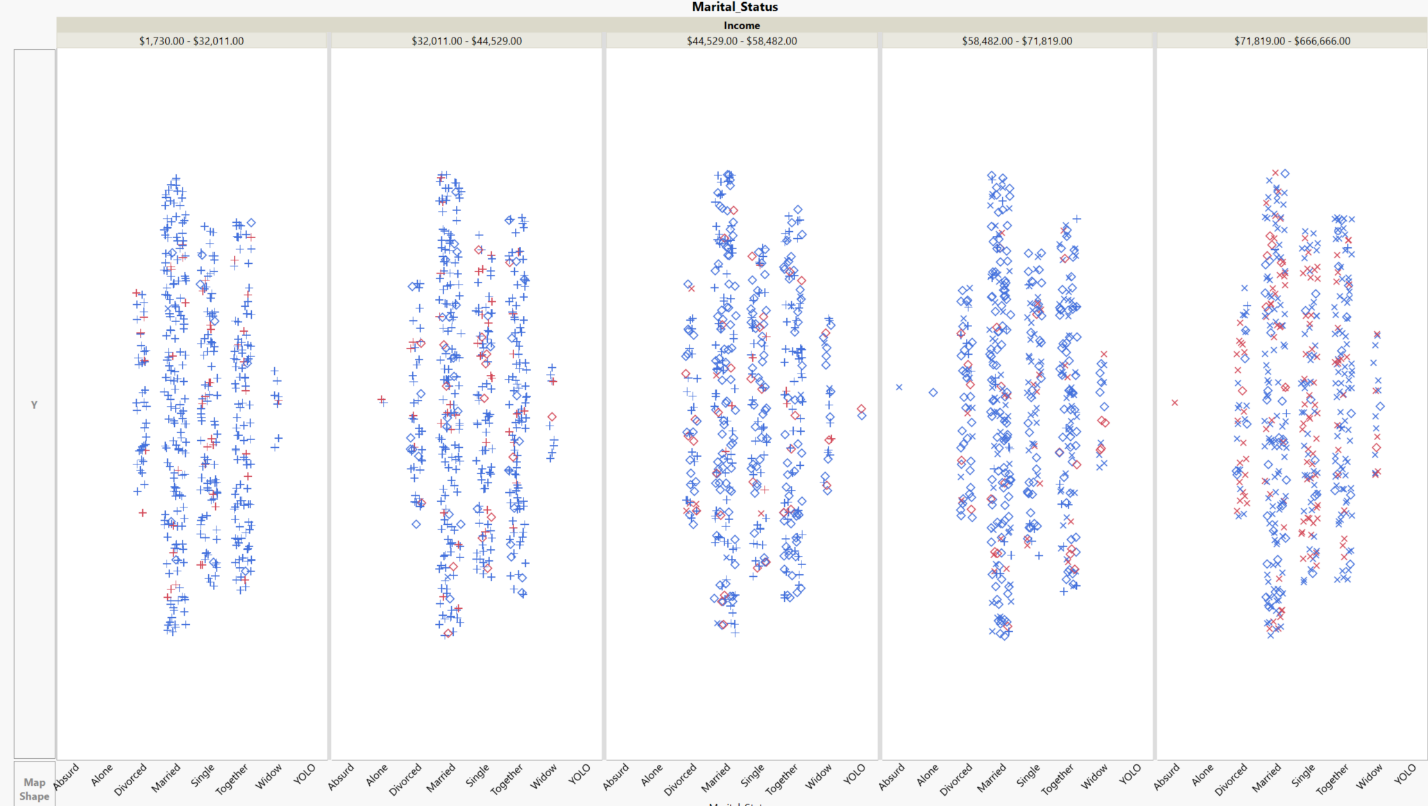 Marital_Status
Income
$1,730.00 - $32,011.00
$32,011.00 - $44,529.00
$44,529.00 - $58,482.00
$58,482.00 - $71,819.00
$71,819.00 - $666,666.00
Y
Absurd
Alone
Divorced
Married
Single
Together
Widow
YOLO
Absurd
Alone
Divorced
Married
Single
Together
Widow
YOLO
Absurd
Alone
Divorced
Married
Single
Together
Widow
YOLO
Absurd
Alone
Divorced
Married
Single
Together
Widow
YOLO
Absurd
Alone
Divorced
Married
Single
Together
Widow
YOLO
Map
Shape